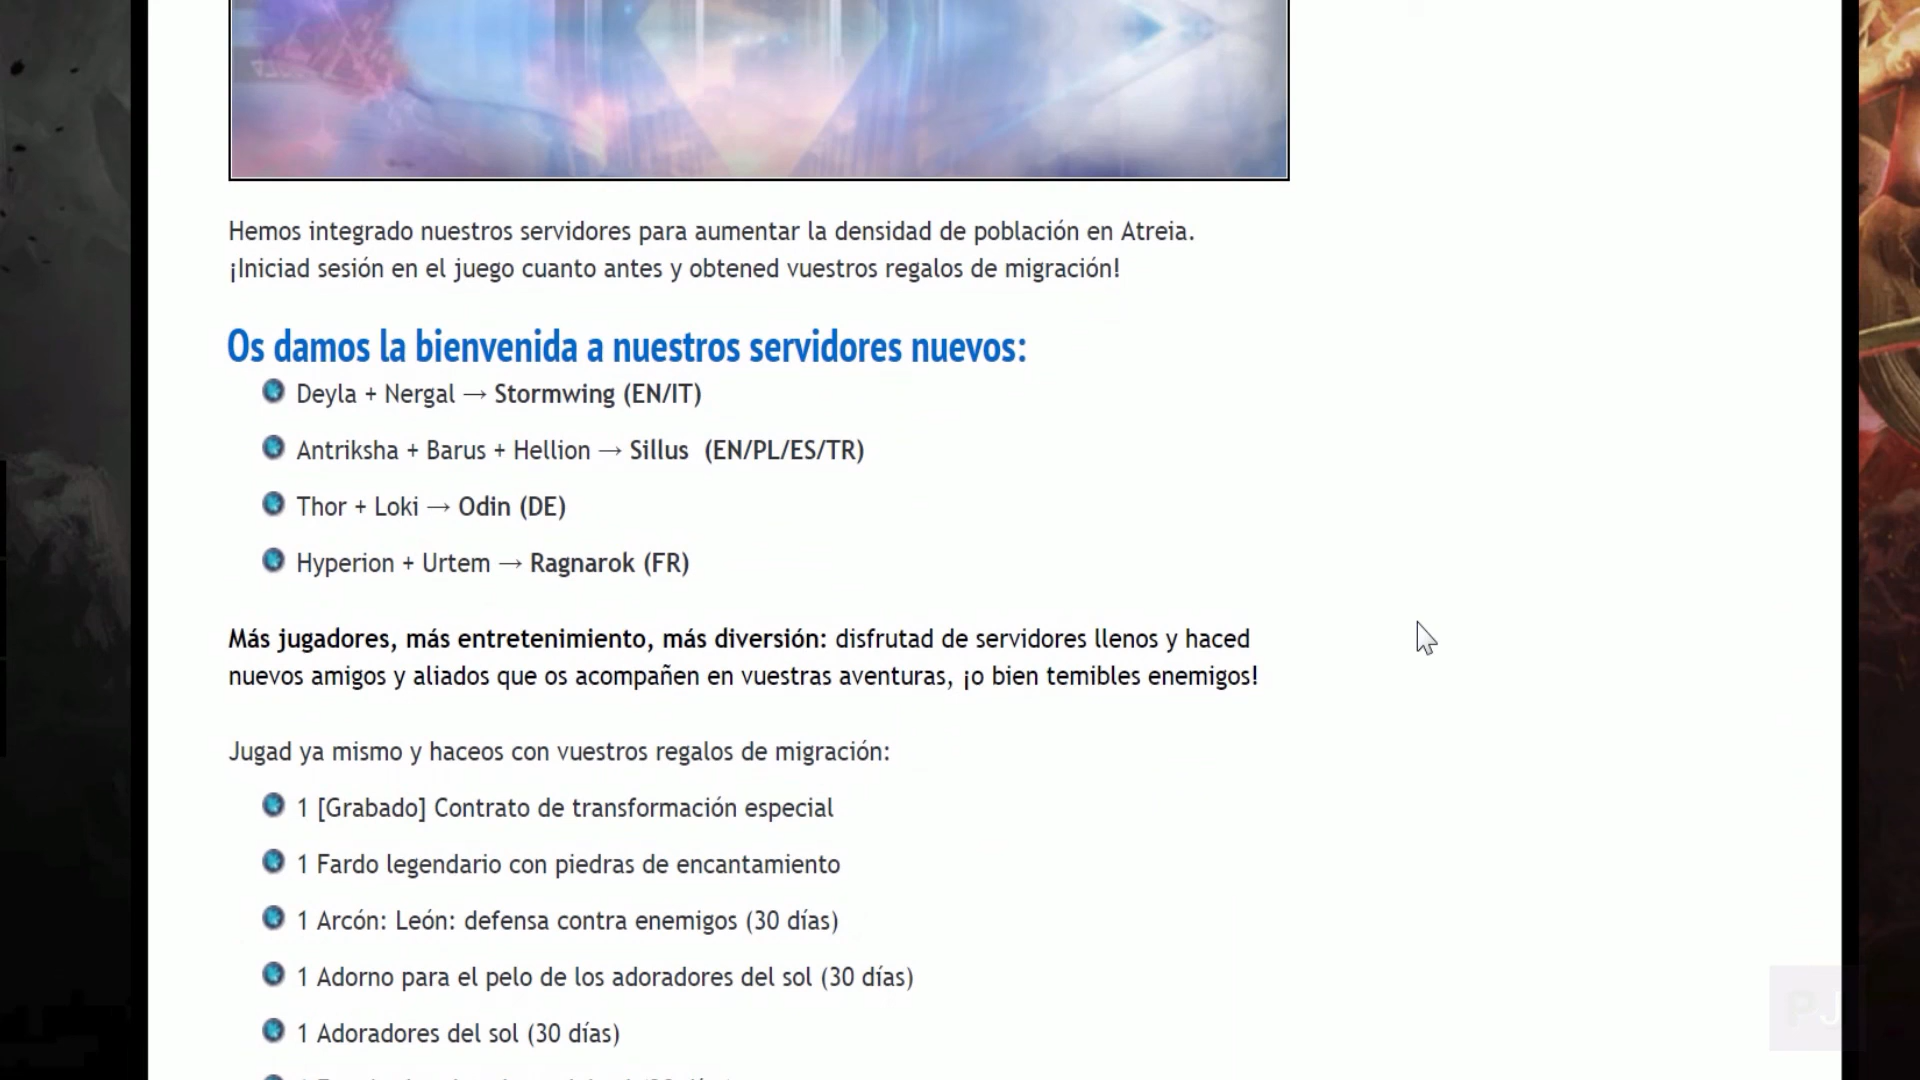 Hemos integrado nuestros servidores para aumentar la densidad de población en Atreia.
¡Iniciad sesión en el juego cuanto antes y obtened vuestros regalos de migración!
Os damos la bienvenida a nuestros servidores nuevos:
Deyla + Nergal → Stormwing (EN/IT)
Antriksha + Barus + Hellion → Sillus (EN/PL/ES/TR)
Thor + Loki → Odin (DE)
Hyperion + Urtem → Ragnarok (FR)
Más jugadores, más entretenimiento, más diversión: disfrutad de servidores llenos y haced
nuevos amigos y aliados que os acompañen en vuestras aventuras, ¡o bien temibles enemigos!
Jugad ya mismo y haceos con vuestros regalos de migración:
1 [Grabado] Contrato de transformación especial
1 Fardo legendario con piedras de encantamiento
1 Arcón: León: defensa contra enemigos (30 días)
1 Adorno para el pelo de los adoradores del sol (30 días)
1 Adoradores del sol (30 días)
PJ